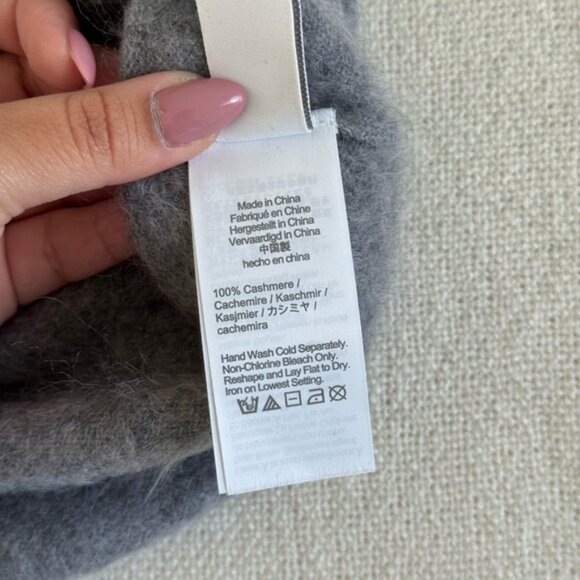 Made in China
Fabriqué en Chine
Hergestellt in China
Vervaardigd in China
中国製
hecho en china
100% Cashmere /
Cachemire / Kaschmir /
Kasjmier / カシミヤ /
cachemira
Hand Wash Cold Separately.
Non-Chlorine Bleach Only.
Reshape and Lay Flat to Dry.
Iron on Lowest Setting.